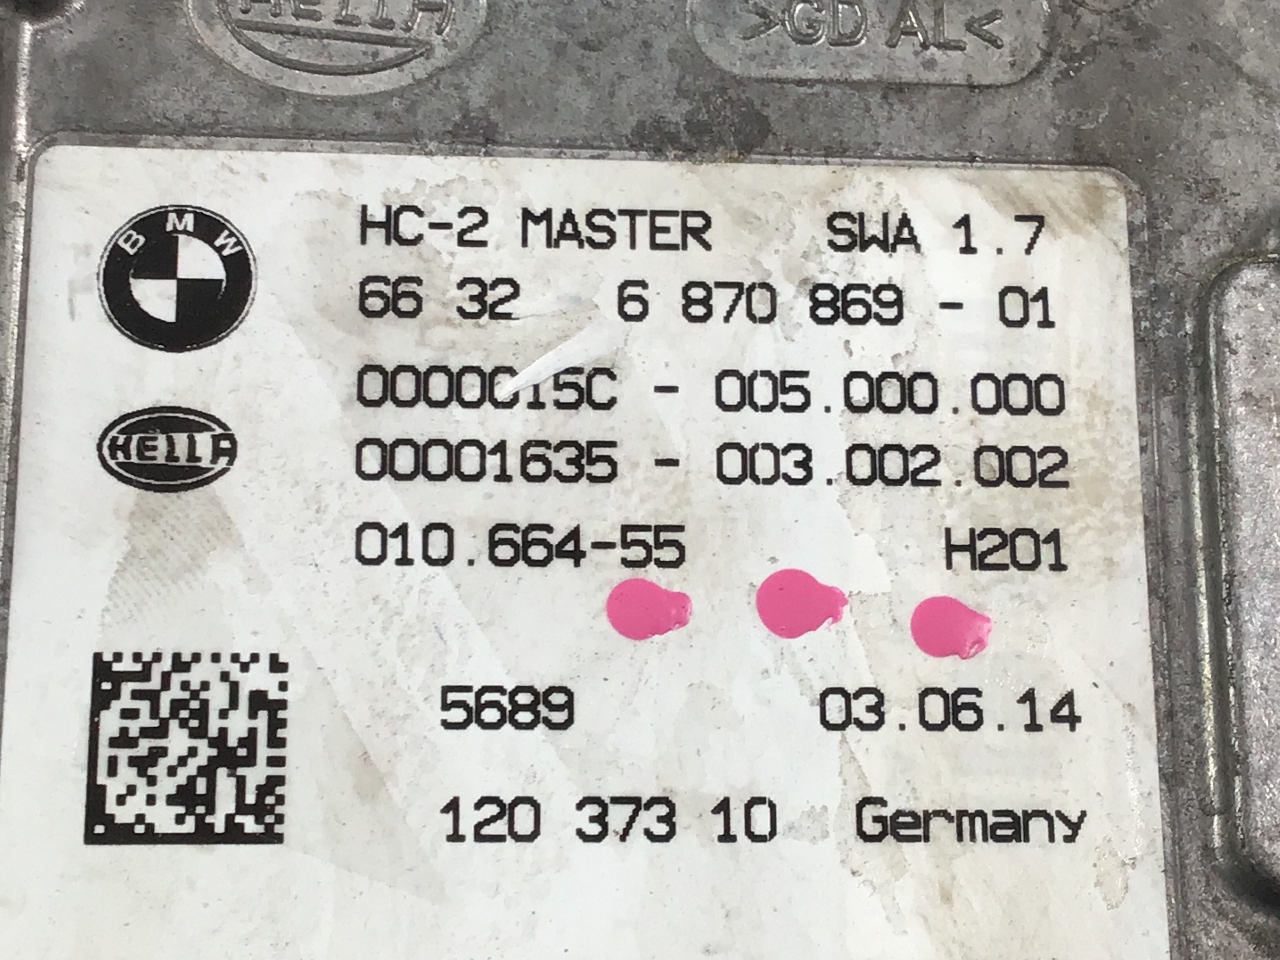 HELLA
>GD AL<
BMW
HC-2 MASTER SWA 1.7
66 32 6 870 869 - 01
0000015C - 005.000.000
HELLA
00001635 - 003.002.002
010.664-55 H201
5689 03.06.14
120 373 10 Germany